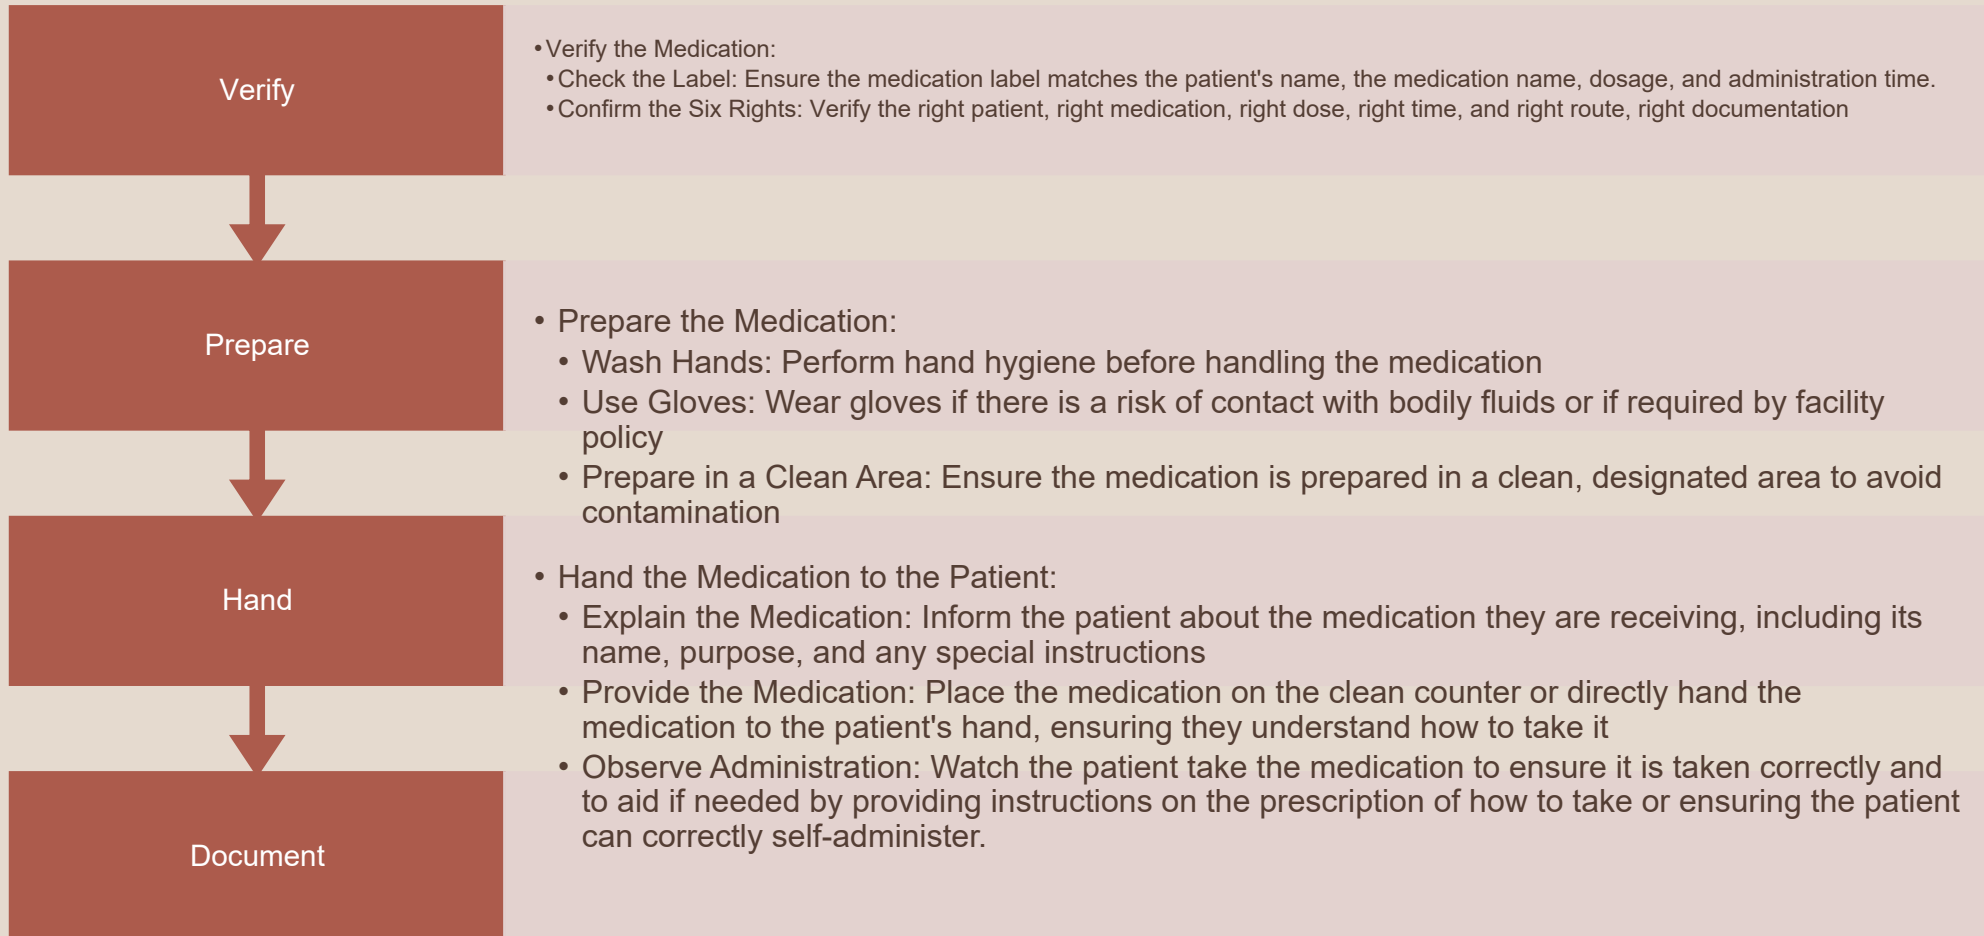 Verify
•Verify the Medication:
•Check the Label: Ensure the medication label matches the patient's name, the medication name, dosage, and administration time.
•Confirm the Six Rights: Verify the right patient, right medication, right dose, right time, and right route, right documentation
Prepare
• Prepare the Medication:
• Wash Hands: Perform hand hygiene before handling the medication
• Use Gloves: Wear gloves if there is a risk of contact with bodily fluids or if required by facility
policy
• Prepare in a Clean Area: Ensure the medication is prepared in a clean, designated area to avoid
contamination
Hand
• Hand the Medication to the Patient:
• Explain the Medication: Inform the patient about the medication they are receiving, including its
name, purpose, and any special instructions
• Provide the Medication: Place the medication on the clean counter or directly hand the
medication to the patient's hand, ensuring they understand how to take it
• Observe Administration: Watch the patient take the medication to ensure it is taken correctly and
to aid if needed by providing instructions on the prescription of how to take or ensuring the patient
can correctly self-administer.
Document